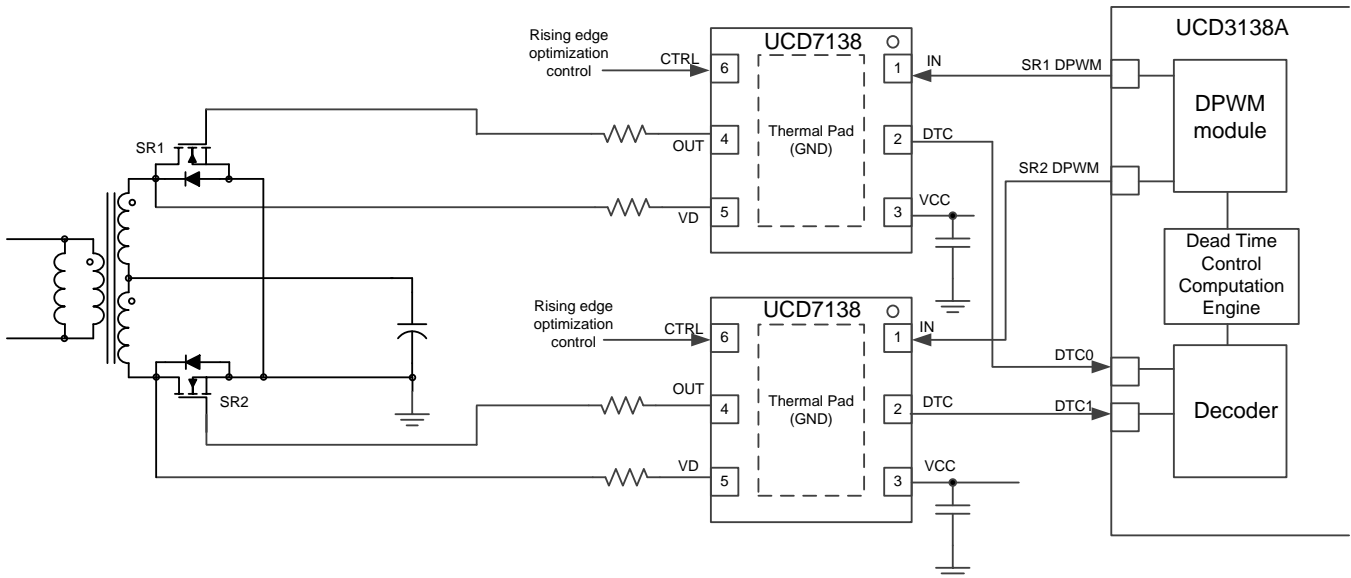 Rising edge
optimization
control
CTRL
UCD7138
6
1
IN
SR1 DPWM
UCD3138A
DPWM
module
SR1
OUT
4
Thermal Pad
(GND)
2
DTC
SR2 DPWM
VD
5
3
VCC
Dead Time
Control
Computation
Engine
Rising edge
optimization
control
CTRL
UCD7138
6
1
IN
DTC0
SR2
OUT
4
Thermal Pad
(GND)
2
DTC
DTC1
Decoder
VD
5
3
VCC